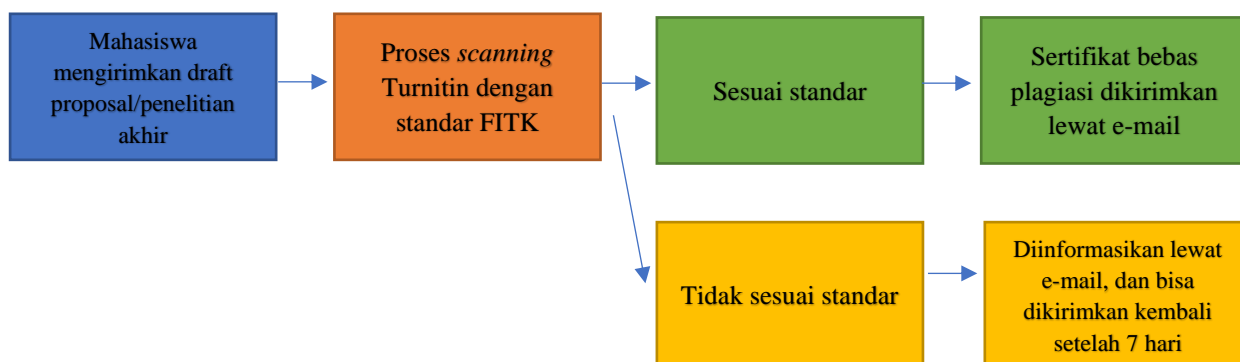 Mahasiswa
mengirimkan draft
proposal/penelitian
akhir
Proses scanning
Turnitin dengan
standar FITK
Sesuai standar
Sertifikat bebas
plagiasi dikirimkan
lewat e-mail
Tidak sesuai standar
Diinformasikan lewat
e-mail, dan bisa
dikirimkan kembali
setelah 7 hari